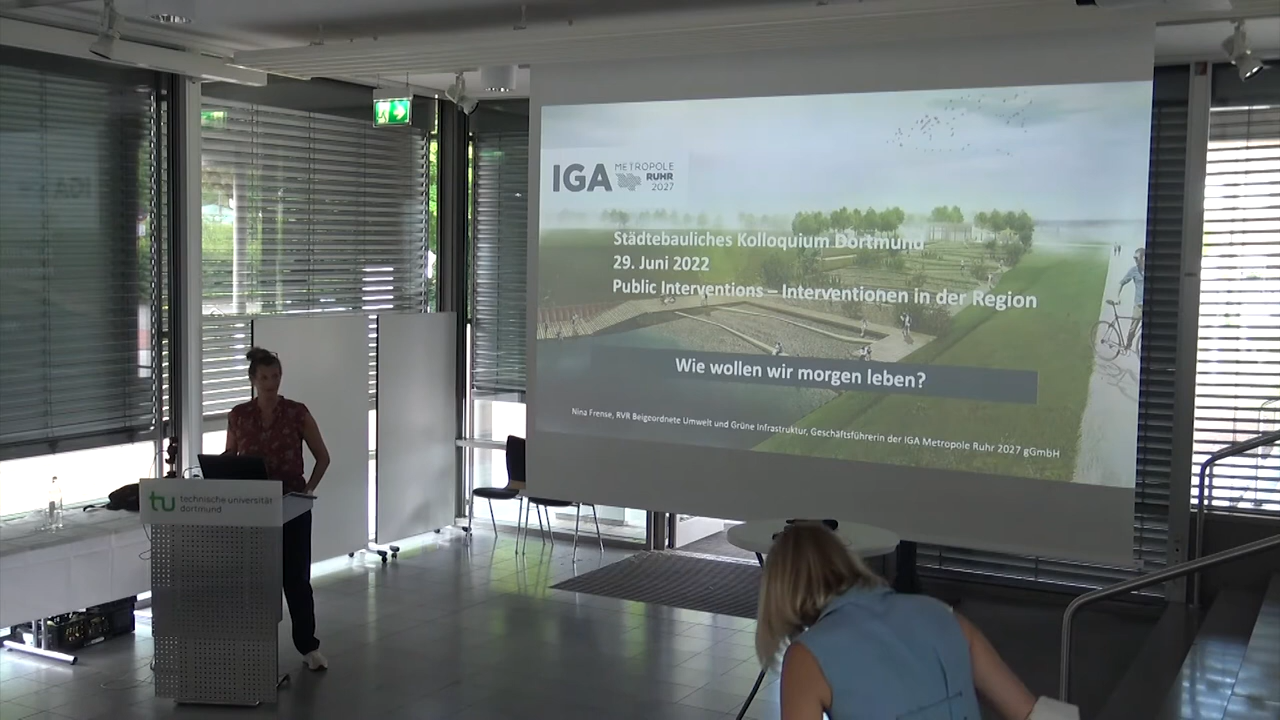 IGA METROPOLE
RUHR
2027
Städtebauliches Kolloquium Dortmund
29. Juni 2022
Public Interventions – Interventionen in der Region
Wie wollen wir morgen leben?
Nina Frense, RVR Beigeordnete Umwelt und Grüne Infrastruktur, Geschäftsführerin der IGA Metropole Ruhr 2027 gGmbH
tu technische universität
dortmund